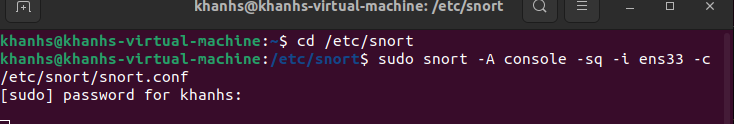 khanhs@khanhs-virtual-machine: /etc/snort
khanhs@khanhs-virtual-machine:~$ cd /etc/snort
khanhs@khanhs-virtual-machine:/etc/snort$ sudo snort -A console -sq -i ens33 -c
/etc/snort/snort.conf
[sudo] password for khanhs: